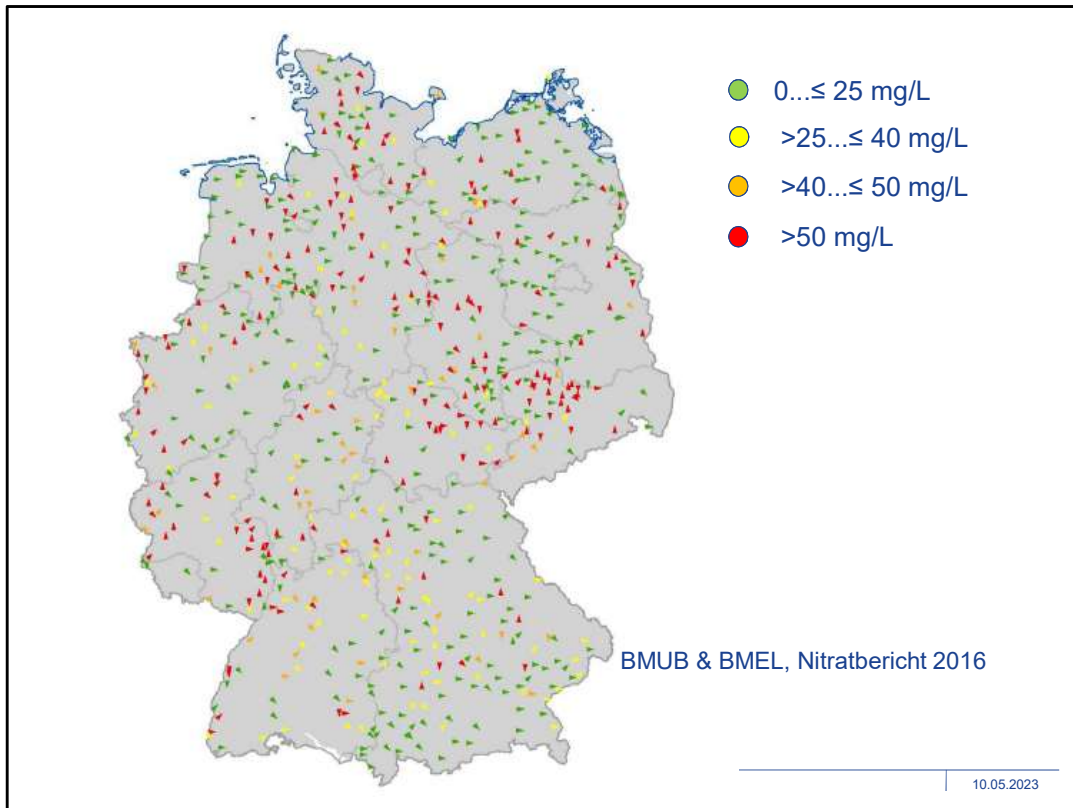 0...≤ 25 mg/L
>25...≤ 40 mg/L
>40...≤ 50 mg/L
>50 mg/L
BMUB & BMEL, Nitratbericht 2016
10.05.2023